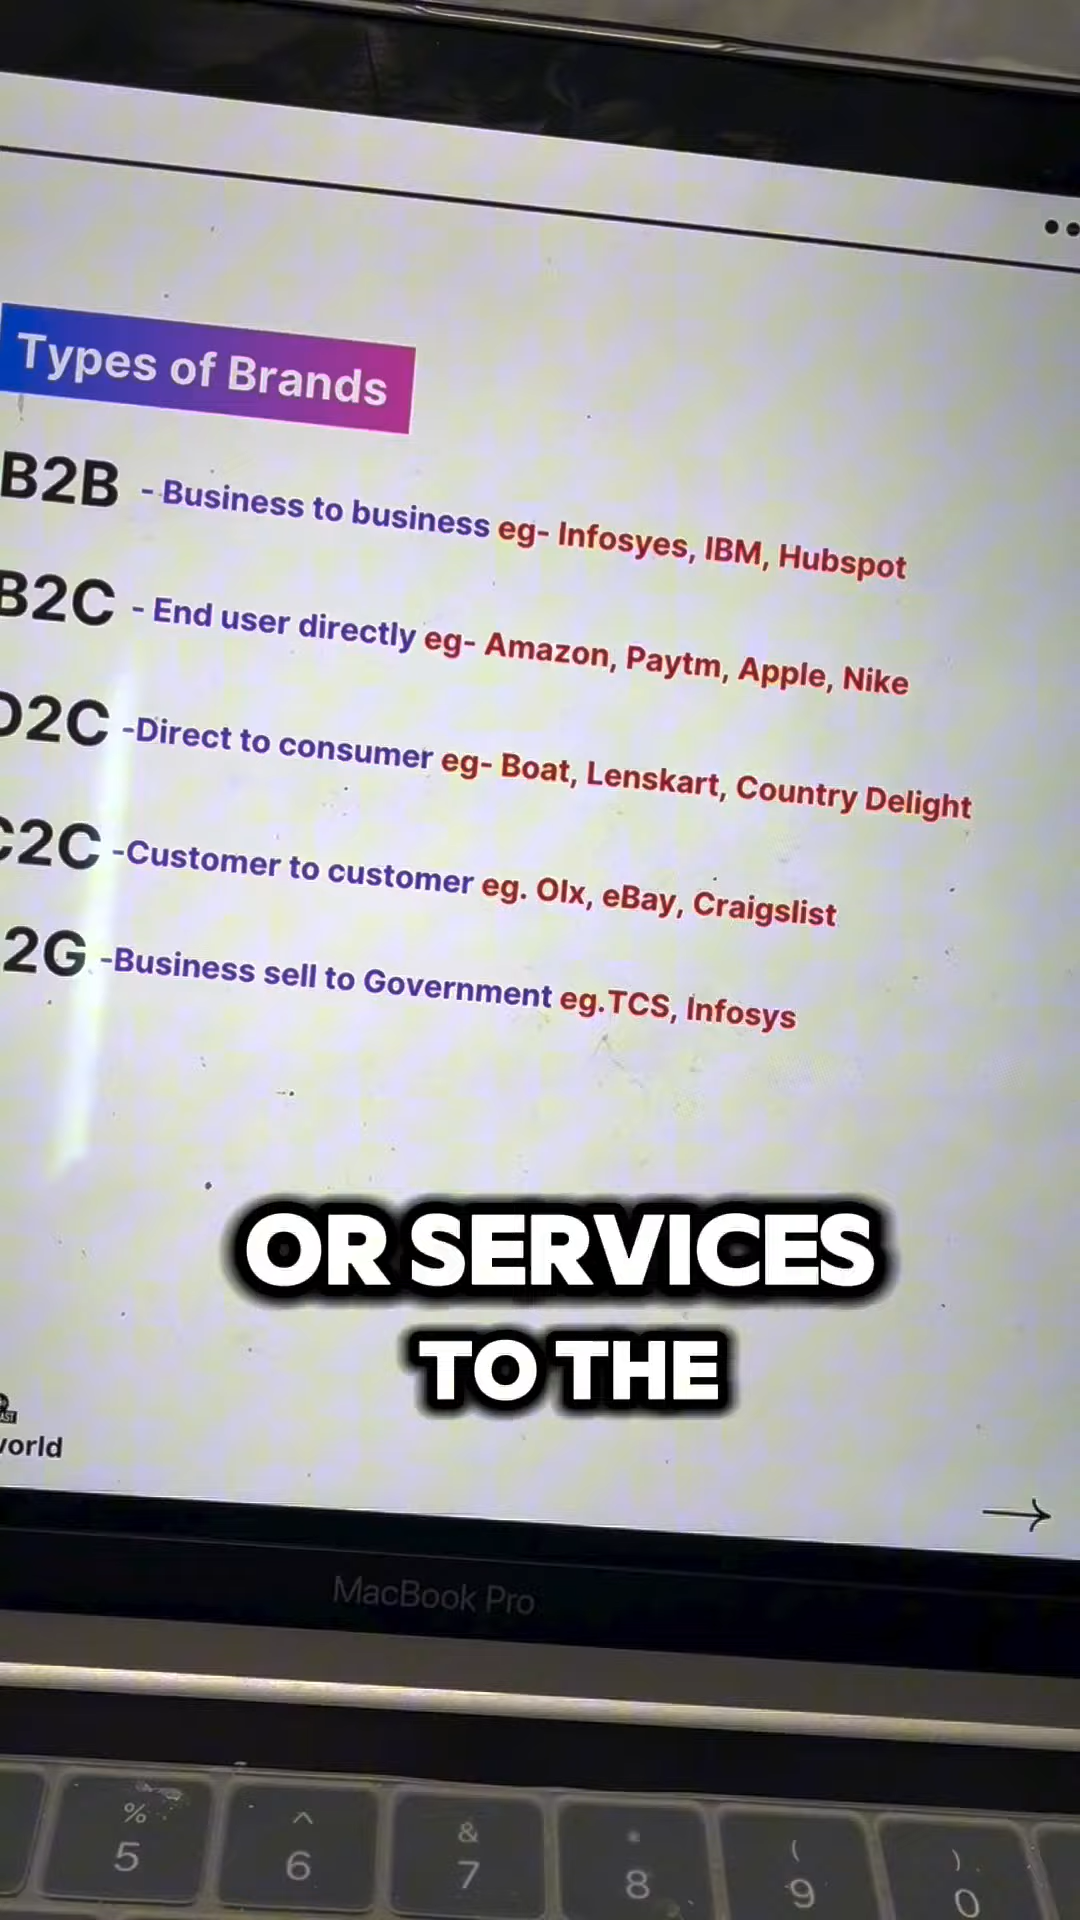 Types of Brands
B2B - Business to business eg- Infosyes, IBM, Hubspot
B2C - End user directly eg- Amazon, Paytm, Apple, Nike
D2C -Direct to consumer eg- Boat, Lenskart, Country Delight
C2C -Customer to customer eg. Olx, eBay, Craigslist
2G -Business sell to Government eg.TCS, Infosys
OR SERVICES
TO THE
AST
world
→
MacBook Pro
% ^ & * ( )
5 6 7 8 9 0